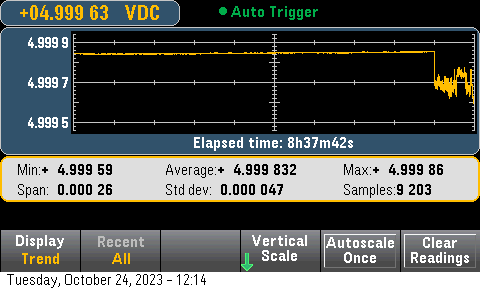 +04.999 63 VDC
Auto Trigger
4.999 9
4.999 7
4.999 5
Elapsed time: 8h37m42s
Min:+ 4.999 59 Average:+ 4.999 832 Max:+ 4.999 86
Span: 0.000 26 Std dev: 0.000 047 Samples:9 203
Display
Trend
Recent
All
Vertical
Scale
Autoscale
Once
Clear
Readings
Tuesday, October 24, 2023 – 12:14